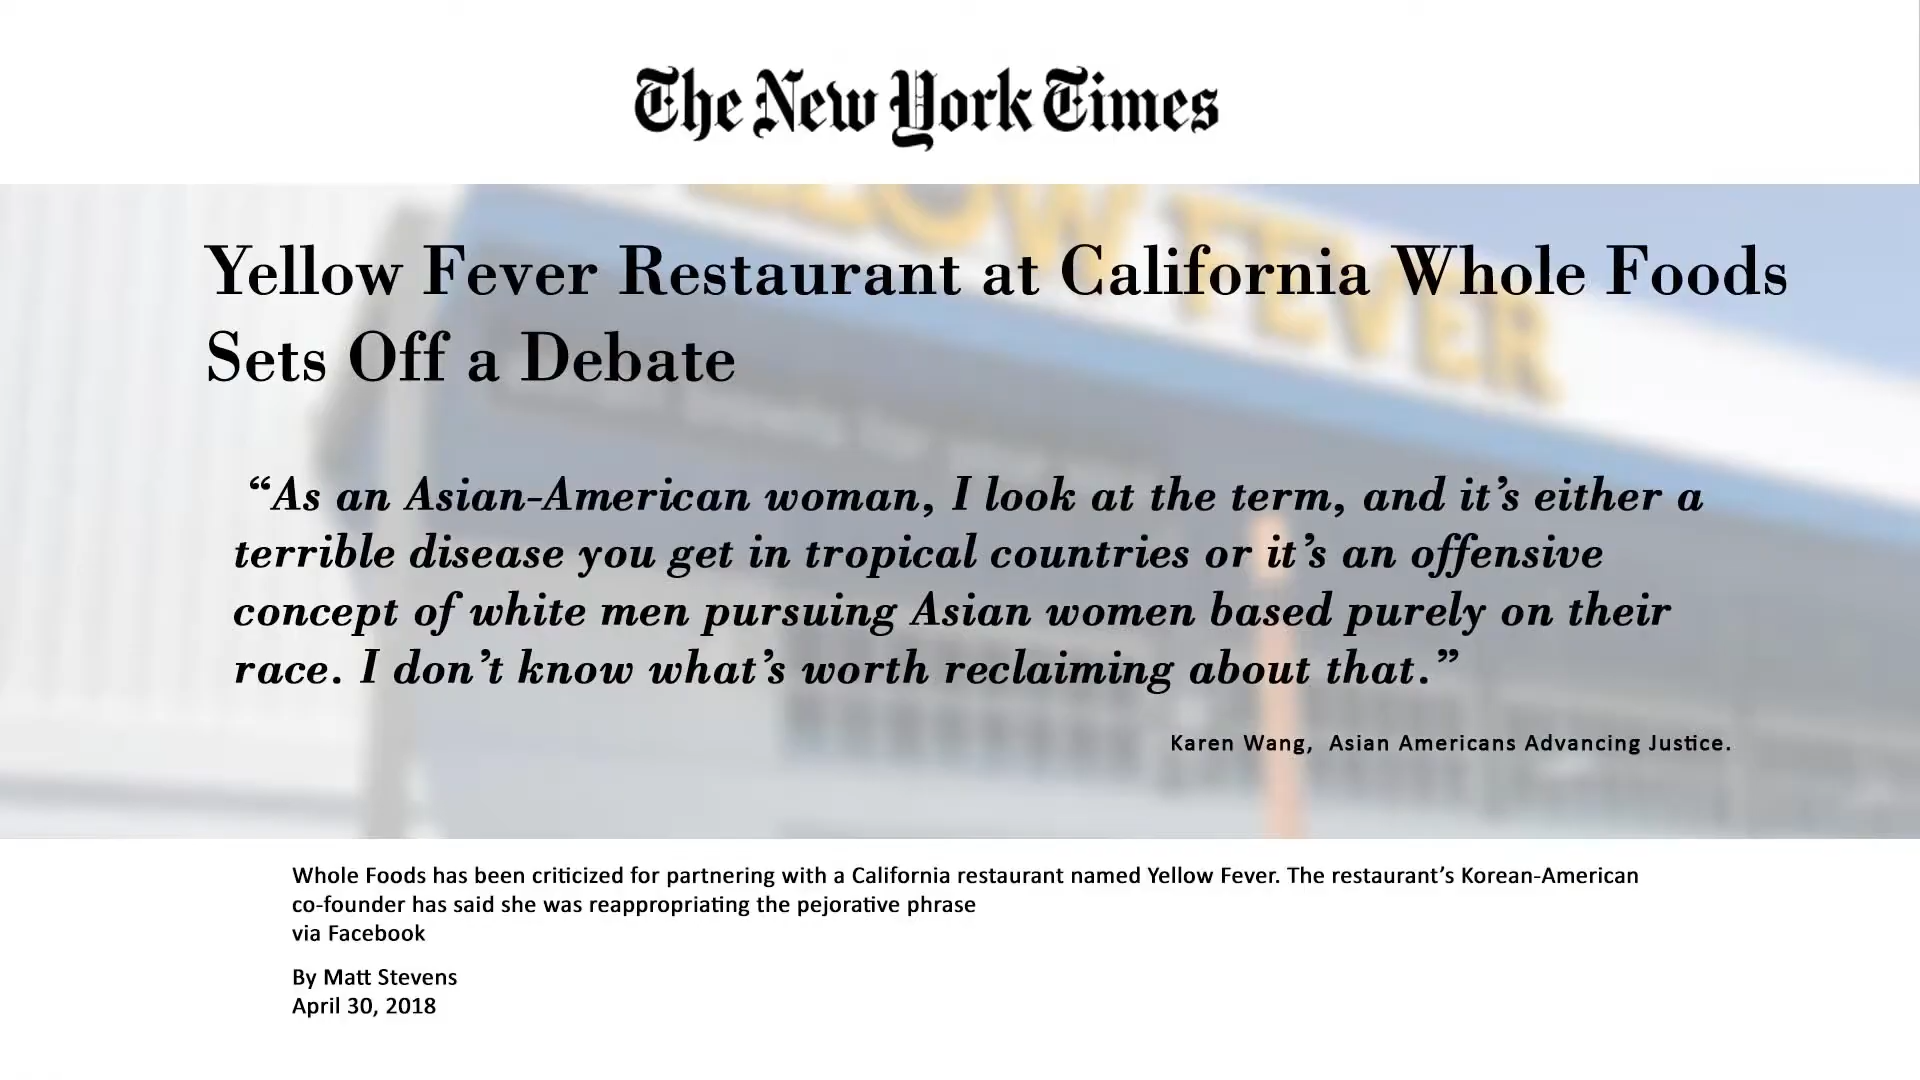 The New York Times
YELLOW FEVER
Yellow Fever Restaurant at California Whole Foods
Sets Off a Debate
“As an Asian-American woman, I look at the term, and it’s either a
terrible disease you get in tropical countries or it’s an offensive
concept of white men pursuing Asian women based purely on their
race. I don’t know what’s worth reclaiming about that.”
Karen Wang, Asian Americans Advancing Justice.
Whole Foods has been criticized for partnering with a California restaurant named Yellow Fever. The restaurant’s Korean-American
co-founder has said she was reappropriating the pejorative phrase
via Facebook
By Matt Stevens
April 30, 2018